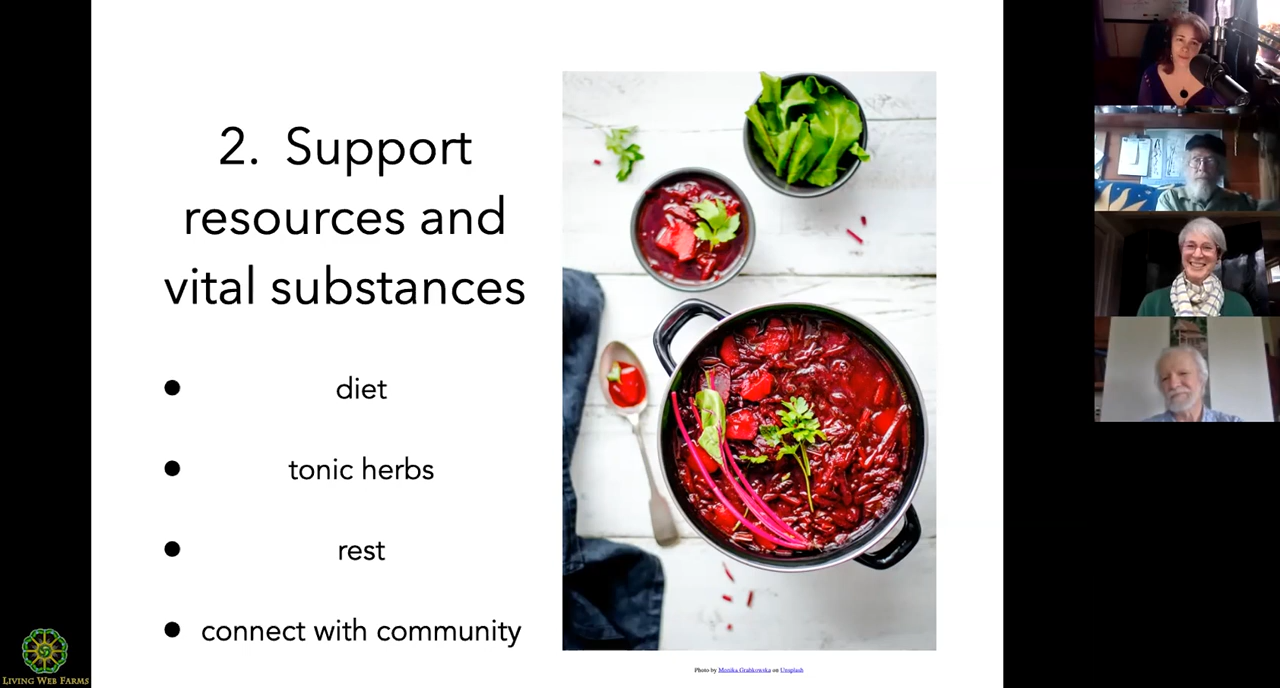 2. Support
resources and
vital substances
● diet
● tonic herbs
● rest
● connect with community
Photo by Monika Grabkowska on Unsplash
LIVING WEB FARMS